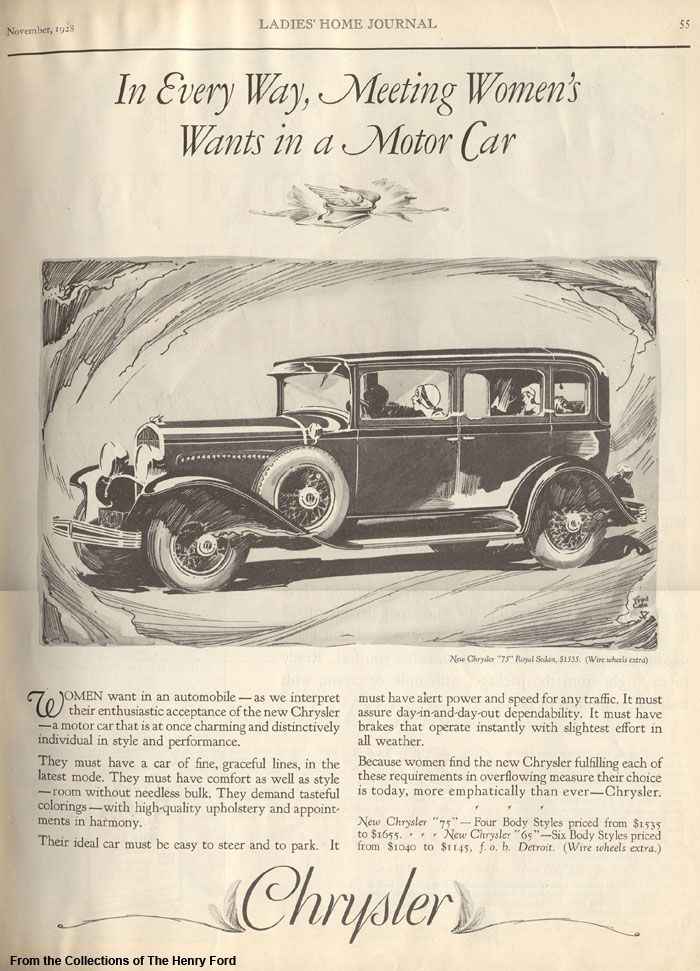 November, 1928
LADIES' HOME JOURNAL
55
In Every Way, Meeting Women's
Wants in a Motor Car
New Chrysler "75" Royal Sedan, $1535. (Wire wheels extra)
WOMEN want in an automobile—as we interpret
their enthusiastic acceptance of the new Chrysler
—a motor car that is at once charming and distinctively
individual in style and performance.
They must have a car of fine, graceful lines, in the
latest mode. They must have comfort as well as style
—room without needless bulk. They demand tasteful
colorings—with high-quality upholstery and appoint-
ments in harmony.
Their ideal car must be easy to steer and to park. It
must have alert power and speed for any traffic. It must
assure day-in-and-day-out dependability. It must have
brakes that operate instantly with slightest effort in
all weather.
Because women find the new Chrysler fulfilling each of
these requirements in overflowing measure their choice
is today, more emphatically than ever—Chrysler.
New Chrysler "75"—Four Body Styles priced from $1535
to $1655. New Chrysler "65"—Six Body Styles priced
from $1040 to $1145, f. o. b. Detroit. (Wire wheels extra.)
Chrysler
From the Collections of The Henry Ford